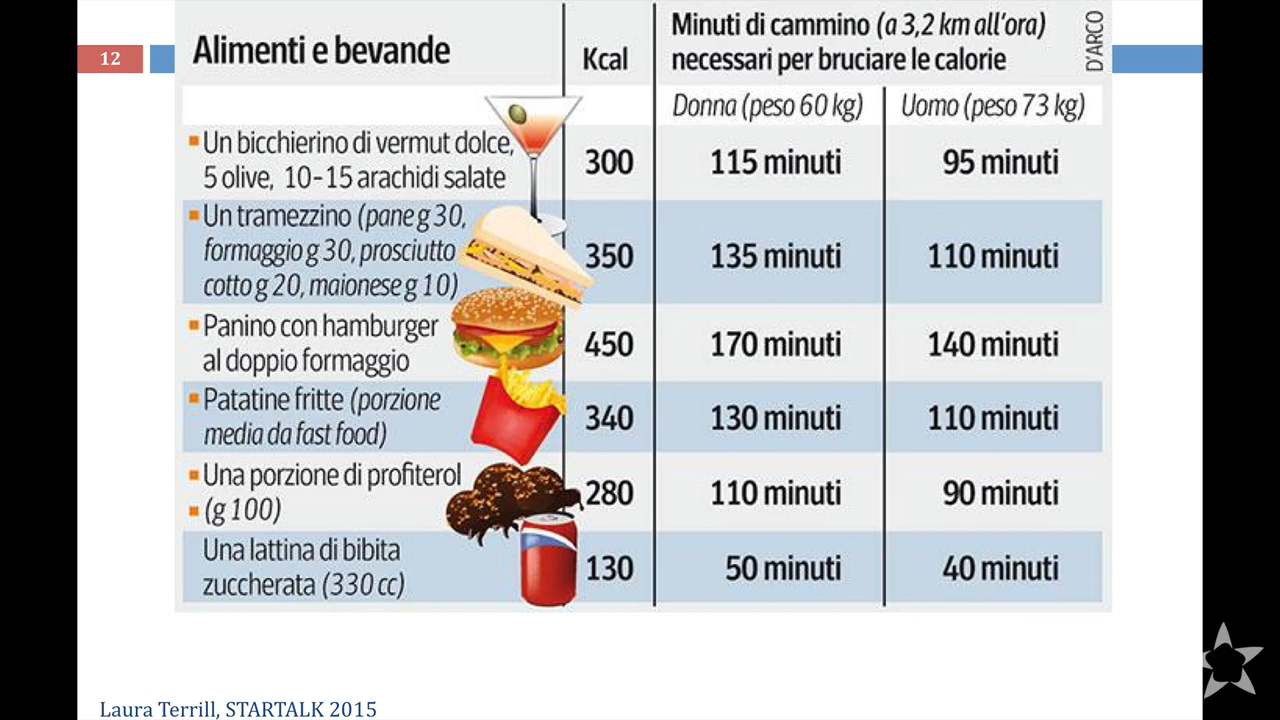 12
Alimenti e bevande
Kcal
Minuti di cammino (a 3,2 km all'ora)
necessari per bruciare le calorie
D'ARCO
Donna (peso 60 kg)
Uomo (peso 73 kg)
Un bicchierino di vermut dolce,
5 olive, 10-15 arachidi salate
300
115 minuti
95 minuti
Un tramezzino (pane g 30,
formaggio g 30, prosciutto
cotto g 20, maionese g 10)
350
135 minuti
110 minuti
Panino con hamburger
al doppio formaggio
450
170 minuti
140 minuti
Patatine fritte (porzione
media da fast food)
340
130 minuti
110 minuti
Una porzione di profiterol
(g 100)
280
110 minuti
90 minuti
Una lattina di bibita
zuccherata (330 cc)
130
50 minuti
40 minuti
Laura Terrill, STARTALK 2015